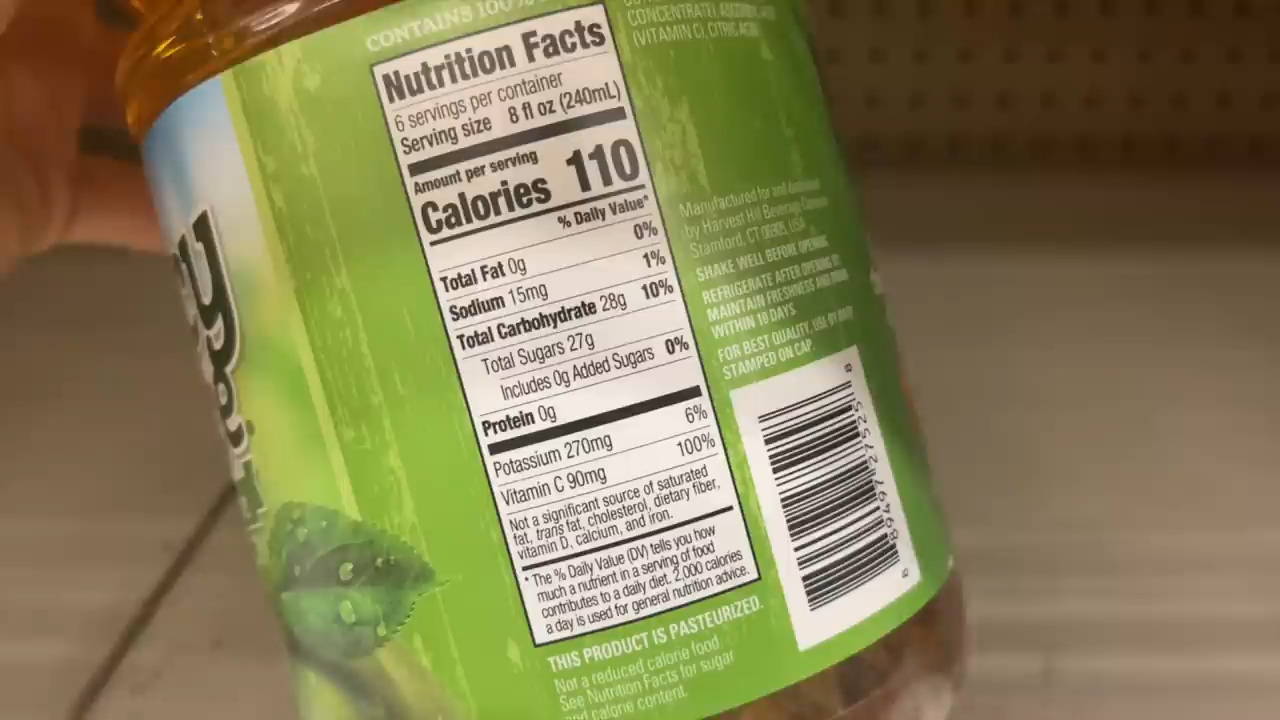 CONTAINS 100%
Nutrition Facts
6 servings per container
Serving size 8 fl oz (240mL)
Amount per serving
Calories 110
% Daily Value*
Total Fat 0g 0%
Sodium 15mg 1%
Total Carbohydrate 28g 10%
Total Sugars 27g
Includes 0g Added Sugars 0%
Protein 0g
Potassium 270mg 6%
Vitamin C 90mg 100%
Not a significant source of saturated
fat, trans fat, cholesterol, dietary fiber,
vitamin D, calcium, and iron.
* The % Daily Value (DV) tells you how
much a nutrient in a serving of food
contributes to a daily diet. 2,000 calories
a day is used for general nutrition advice.
THIS PRODUCT IS PASTEURIZED.
Not a reduced calorie food.
See Nutrition Facts for sugar
and calorie content.
CONCENTRATE),
(VITAMIN C), CITRIC ACID
Manufactured for and
by Harvest Hill Beverage
Stamford, CT 06905, USA
SHAKE WELL BEFORE OPENING.
REFRIGERATE AFTER OPENING TO
MAINTAIN FRESHNESS AND
WITHIN 10 DAYS.
FOR BEST QUALITY, USE BY DATE
STAMPED ON CAP.
8 89497 27525 8